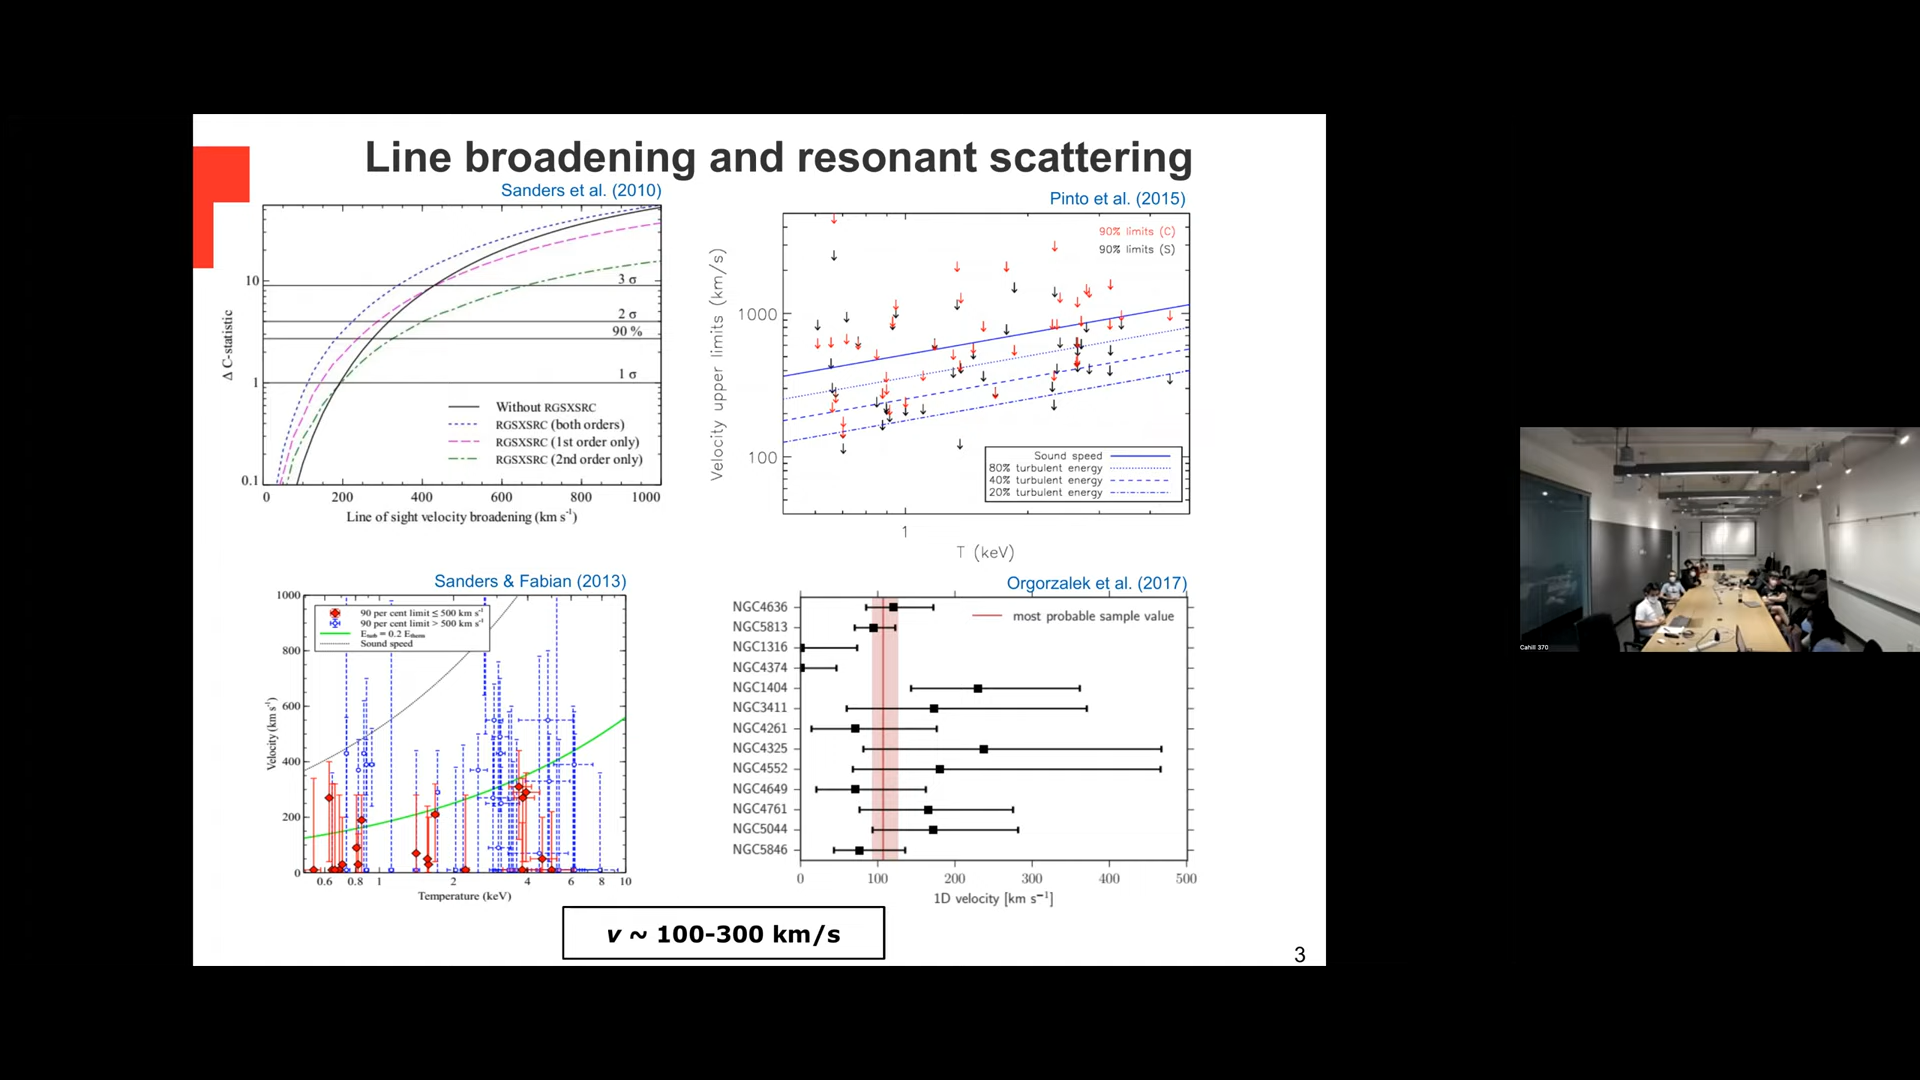 Line broadening and resonant scattering
Sanders et al. (2010)
Δ C-statistic
10
1
0.1
3 σ
2 σ
90 %
1 σ
Without RGSXSRC
RGSXSRC (both orders)
RGSXSRC (1st order only)
RGSXSRC (2nd order only)
0 200 400 600 800 1000
Line of sight velocity broadening (km s⁻¹)
Pinto et al. (2015)
Velocity upper limits (km/s)
1000
100
90% limits (C)
90% limits (S)
Sound speed
80% turbulent energy
40% turbulent energy
20% turbulent energy
1
T (keV)
Sanders & Fabian (2013)
Velocity (km s⁻¹)
1000
800
600
400
200
0
90 per cent limit ≤ 500 km s⁻¹
90 per cent limit > 500 km s⁻¹
E_turb = 0.2 E_therm
Sound speed
0.6 0.8 1 2 4 6 8 10
Temperature (keV)
Orgorzalek et al. (2017)
most probable sample value
NGC4636
NGC5813
NGC1316
NGC4374
NGC1404
NGC3411
NGC4261
NGC4325
NGC4552
NGC4649
NGC4761
NGC5044
NGC5846
0 100 200 300 400 500
1D velocity [km s⁻¹]
v ~ 100-300 km/s
3
Cahill 370